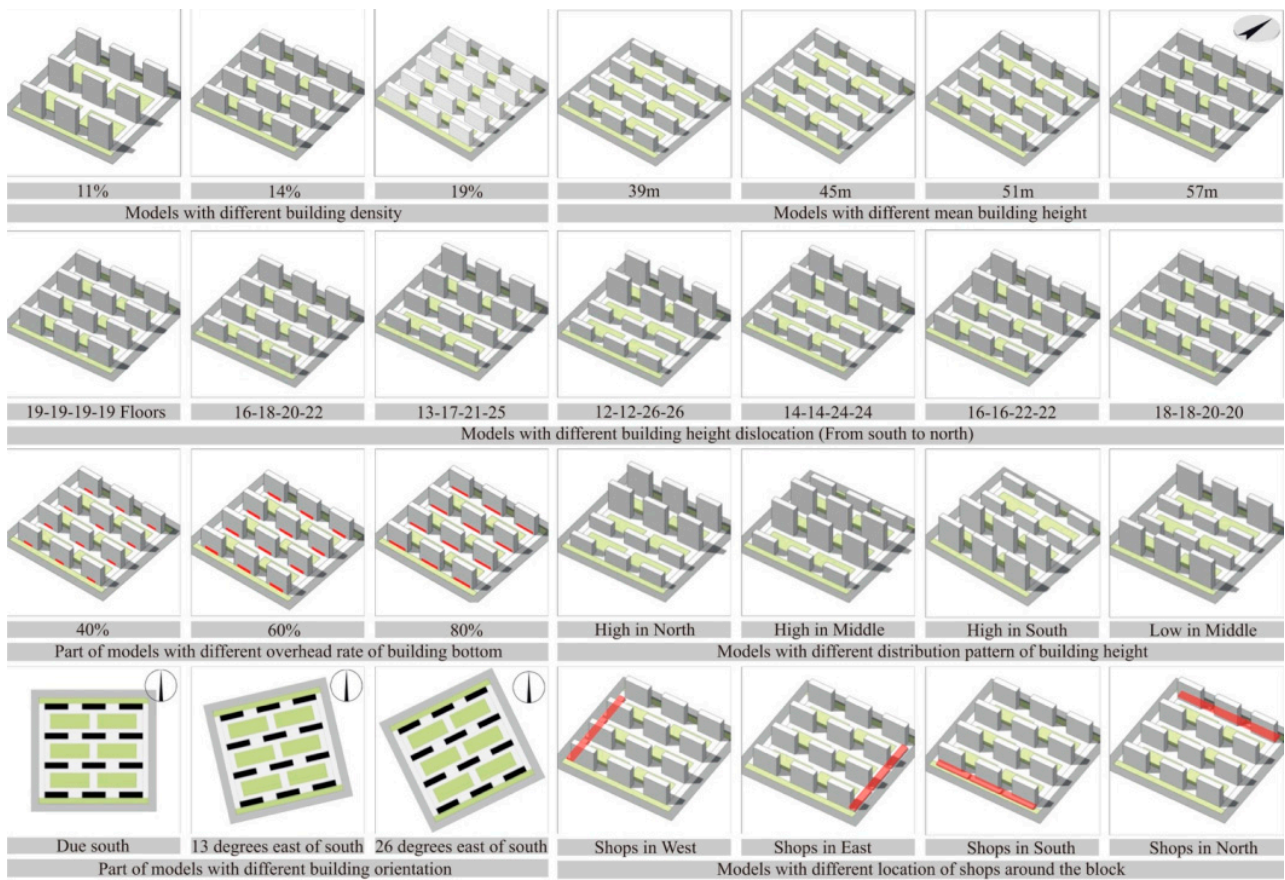 11%
14%
19%
39m
45m
51m
57m
Models with different building density
Models with different mean building height
19-19-19-19 Floors
16-18-20-22
13-17-21-25
12-12-26-26
14-14-24-24
16-16-22-22
18-18-20-20
Models with different building height dislocation (From south to north)
40%
60%
80%
High in North
High in Middle
High in South
Low in Middle
Part of models with different overhead rate of building bottom
Models with different distribution pattern of building height
Due south
13 degrees east of south
26 degrees east of south
Shops in West
Shops in East
Shops in South
Shops in North
Part of models with different building orientation
Models with different location of shops around the block